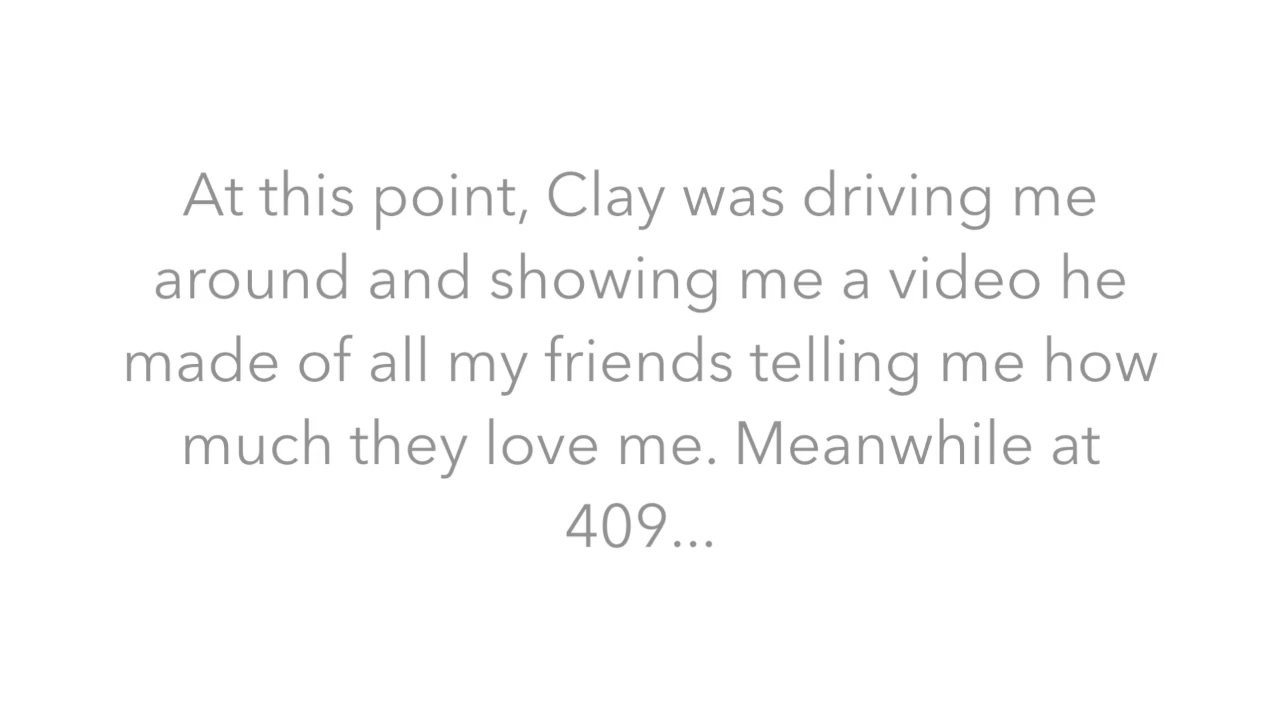 At this point, Clay was driving me
around and showing me a video he
made of all my friends telling me how
much they love me. Meanwhile at
409...